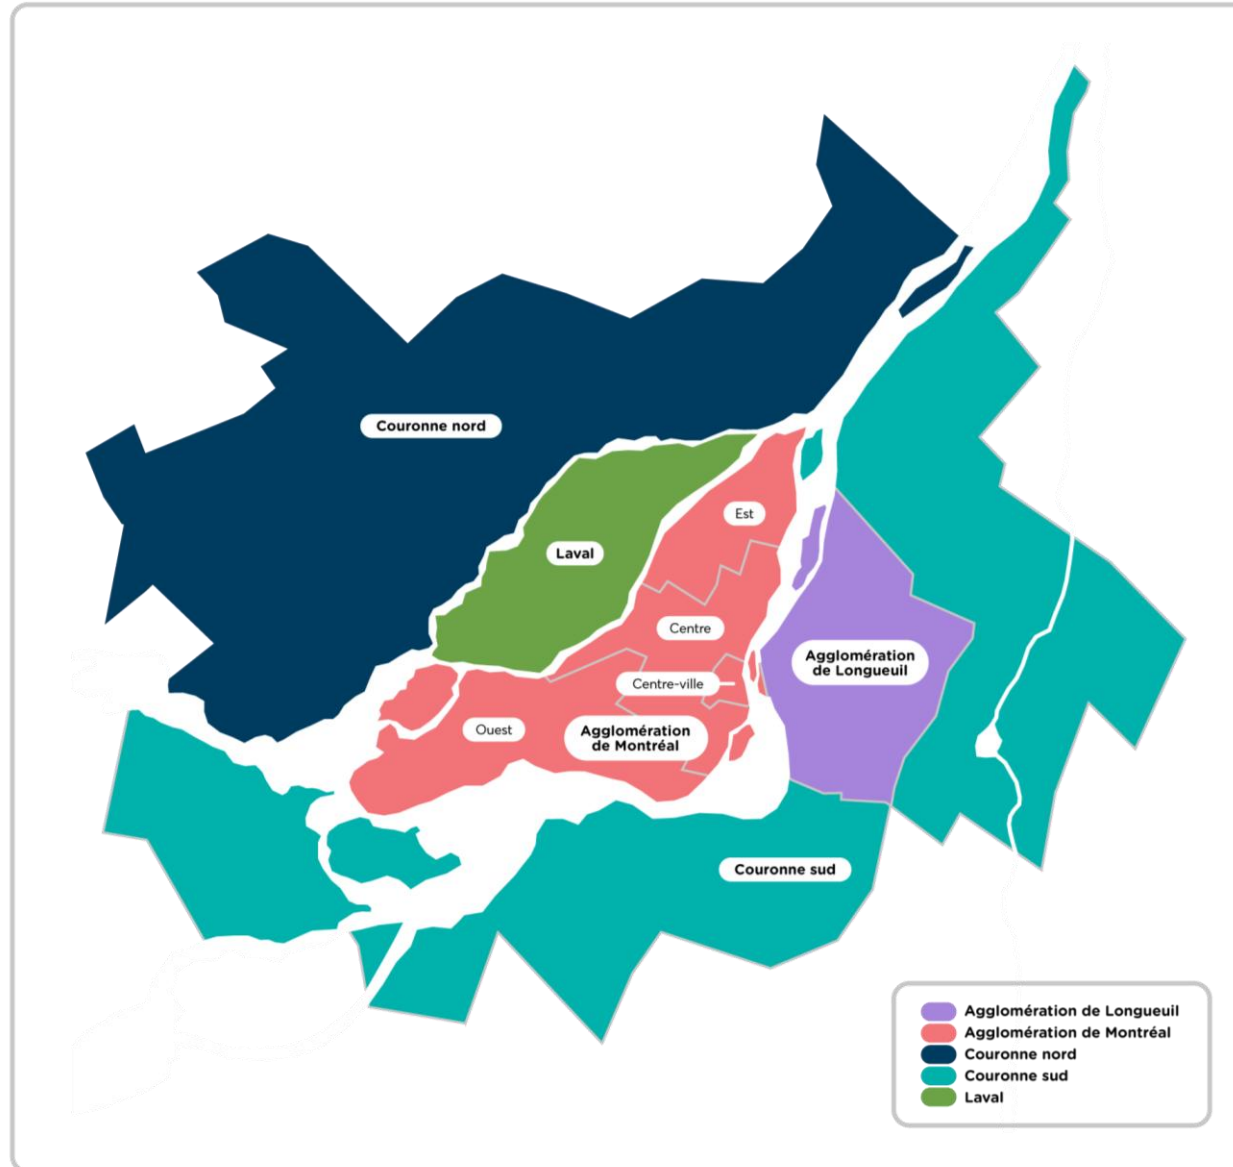 Couronne nord
Est
Laval
Centre
Agglomération
de Longueuil
Centre-ville
Ouest
Agglomération
de Montréal
Couronne sud
Agglomération de Longueuil
Agglomération de Montréal
Couronne nord
Couronne sud
Laval